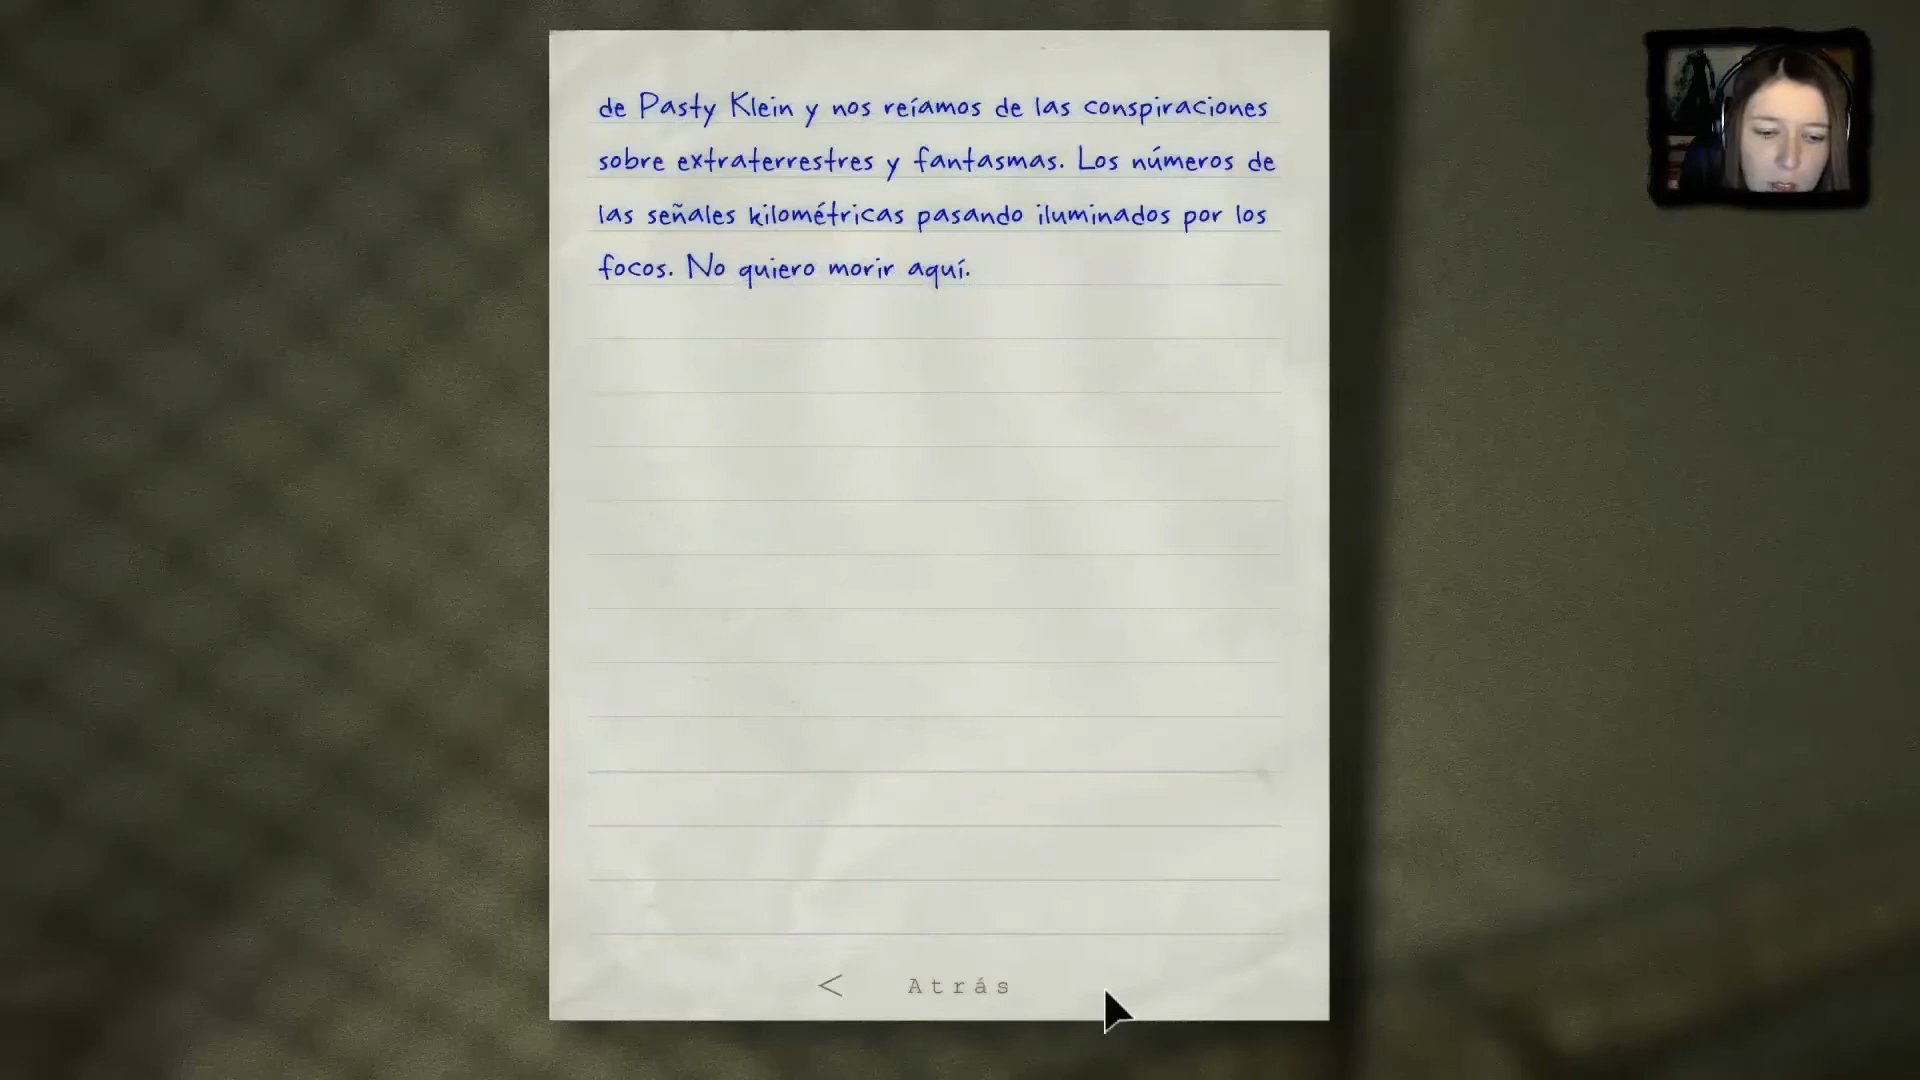 de Pasty Klein y nos reíamos de las conspiraciones
sobre extraterrestres y fantasmas. Los números de
las señales kilométricas pasando iluminados por los
focos. No quiero morir aquí.
< Atrás